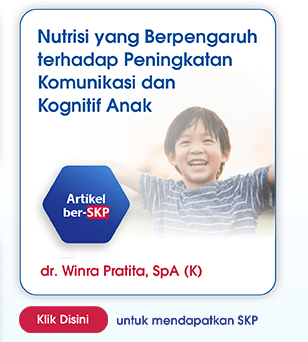 Nutrisi yang Berpengaruh
terhadap Peningkatan
Komunikasi dan
Kognitif Anak
Artikel
ber-SKP
dr. Winra Pratita, SpA (K)
Klik Disini untuk mendapatkan SKP